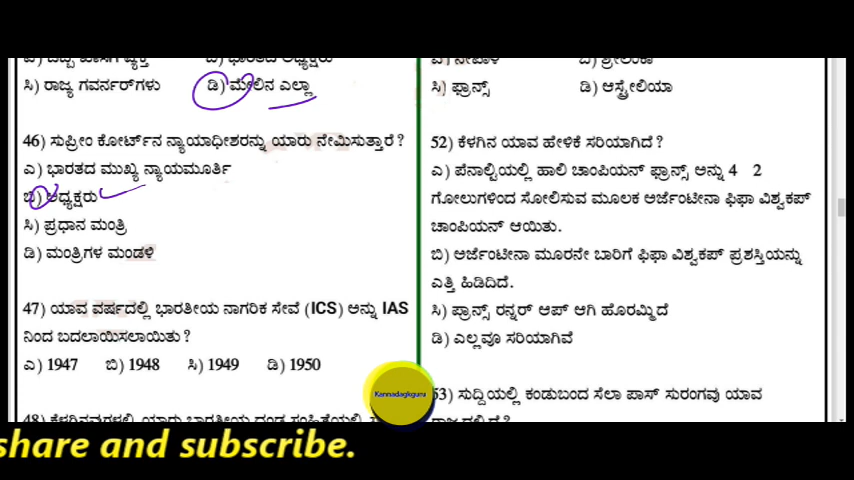 ಸಿ) ರಾಜ್ಯ ಗವರ್ನರ್‌ಗಳು ಡಿ) ಮೇಲಿನ ಎಲ್ಲಾ
46) ಸುಪ್ರೀಂ ಕೋರ್ಟ್‌ನ ನ್ಯಾಯಾಧೀಶರನ್ನು ಯಾರು ನೇಮಿಸುತ್ತಾರೆ?
ಎ) ಭಾರತದ ಮುಖ್ಯ ನ್ಯಾಯಮೂರ್ತಿ
ಬಿ) ಅಧ್ಯಕ್ಷರು
ಸಿ) ಪ್ರಧಾನ ಮಂತ್ರಿ
ಡಿ) ಮಂತ್ರಿಗಳ ಮಂಡಳಿ
47) ಯಾವ ವರ್ಷದಲ್ಲಿ ಭಾರತೀಯ ನಾಗರಿಕ ಸೇವೆ (ICS) ಅನ್ನು IAS
ನಿಂದ ಬದಲಾಯಿಸಲಾಯಿತು?
ಎ) 1947 ಬಿ) 1948 ಸಿ) 1949 ಡಿ) 1950
ಎ) ನೇಪಾಳ ಬಿ) ಶ್ರೀಲಂಕಾ
ಸಿ) ಫ್ರಾನ್ಸ್ ಡಿ) ಆಸ್ಟ್ರೇಲಿಯಾ
52) ಕೆಳಗಿನ ಯಾವ ಹೇಳಿಕೆ ಸರಿಯಾಗಿದೆ?
ಎ) ಪೆನಾಲ್ಟಿಯಲ್ಲಿ ಹಾಲಿ ಚಾಂಪಿಯನ್ ಫ್ರಾನ್ಸ್ ಅನ್ನು 4 2
ಗೋಲುಗಳಿಂದ ಸೋಲಿಸುವ ಮೂಲಕ ಅರ್ಜೆಂಟೀನಾ ಫಿಫಾ ವಿಶ್ವಕಪ್
ಚಾಂಪಿಯನ್ ಆಯಿತು.
ಬಿ) ಅರ್ಜೆಂಟೀನಾ ಮೂರನೇ ಬಾರಿಗೆ ಫಿಫಾ ವಿಶ್ವಕಪ್ ಪ್ರಶಸ್ತಿಯನ್ನು
ಎತ್ತಿ ಹಿಡಿದಿದೆ.
ಸಿ) ಫ್ರಾನ್ಸ್ ರನ್ನರ್ ಆಪ್ ಆಗಿ ಹೊರಮ್ಮಿದೆ
ಡಿ) ಎಲ್ಲವೂ ಸರಿಯಾಗಿವೆ
53) ಸುದ್ದಿಯಲ್ಲಿ ಕಂಡುಬಂದ ಸೆಲಾ ಪಾಸ್ ಸುರಂಗವು ಯಾವ
Kannadagkguru
share and subscribe.